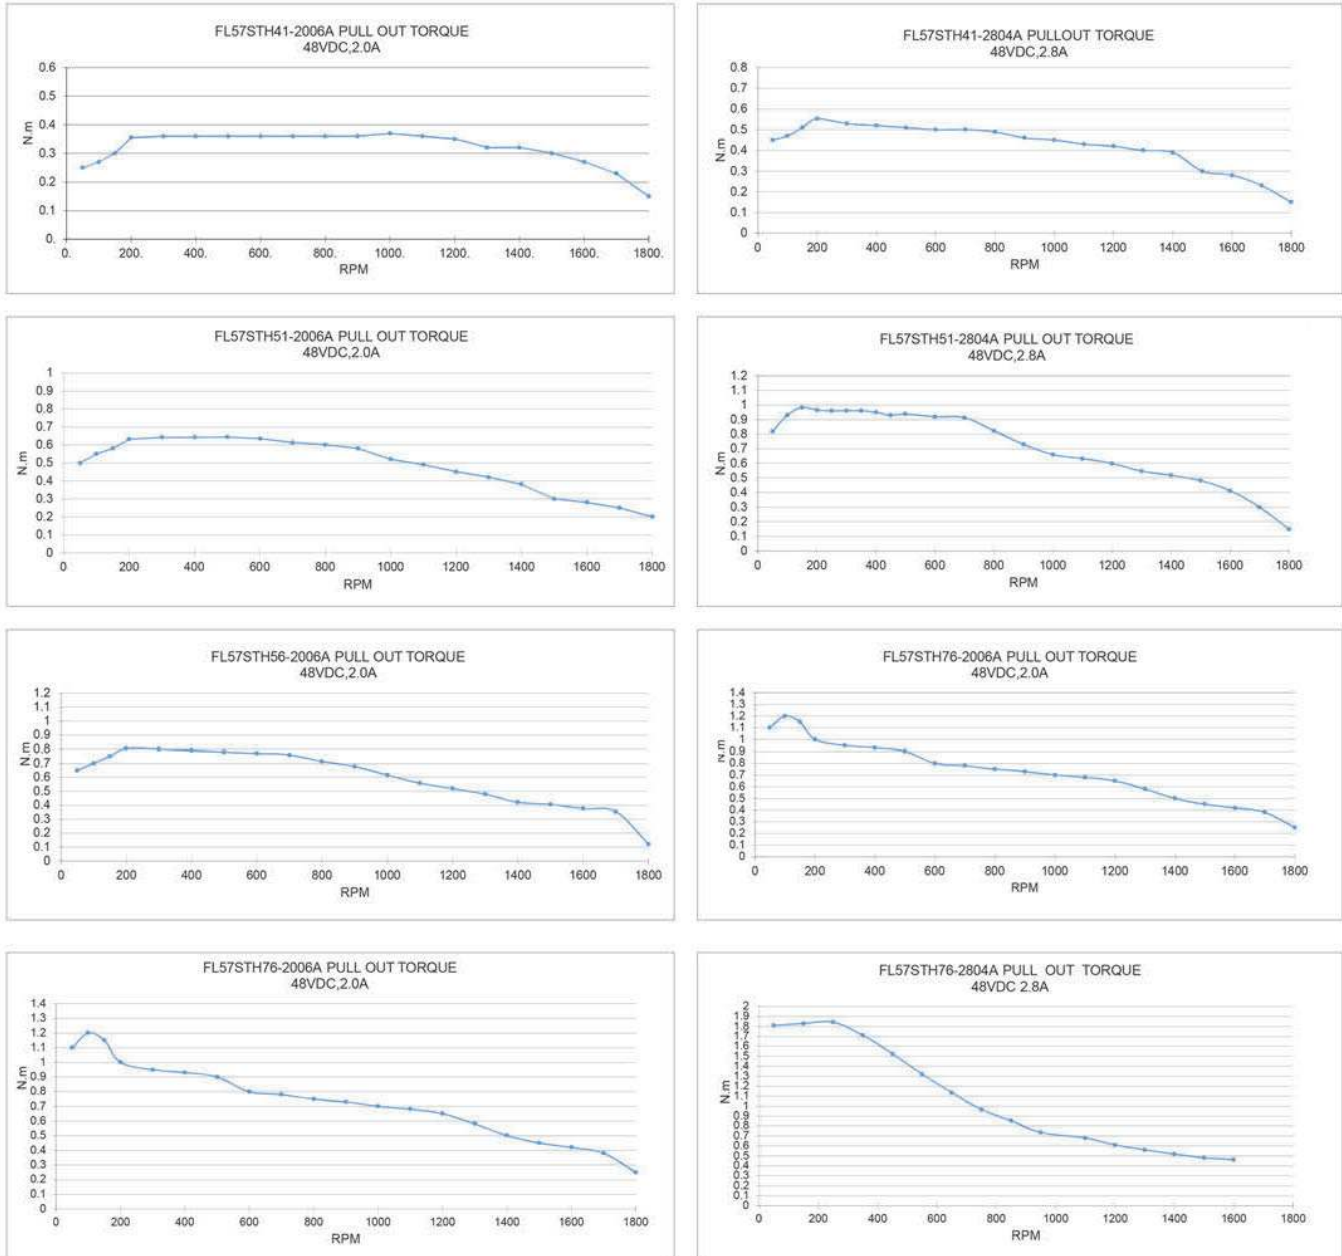 FL57STH41-2006A PULL OUT TORQUE
48VDC,2.0A
0.6
0.5
0.4
0.3
0.2
0.1
0.
N.m
0. 200. 400. 600. 800. 1000. 1200. 1400. 1600. 1800.
RPM
FL57STH41-2804A PULLOUT TORQUE
48VDC,2.8A
0.8
0.7
0.6
0.5
0.4
0.3
0.2
0.1
0
N.m
0 200 400 600 800 1000 1200 1400 1600 1800
RPM
FL57STH51-2006A PULL OUT TORQUE
48VDC,2.0A
1
0.9
0.8
0.7
0.6
0.5
0.4
0.3
0.2
0.1
0
N.m
0 200 400 600 800 1000 1200 1400 1600 1800
RPM
FL57STH51-2804A PULL OUT TORQUE
48VDC,2.8A
1.2
1.1
1
0.9
0.8
0.7
0.6
0.5
0.4
0.3
0.2
0.1
0
N.m
0 200 400 600 800 1000 1200 1400 1600 1800
RPM
FL57STH56-2006A PULL OUT TORQUE
48VDC,2.0A
1.2
1.1
1
0.9
0.8
0.7
0.6
0.5
0.4
0.3
0.2
0.1
0
N.m
0 200 400 600 800 1000 1200 1400 1600 1800
RPM
FL57STH76-2006A PULL OUT TORQUE
48VDC,2.0A
1.4
1.3
1.2
1.1
1
0.9
0.8
0.7
0.6
0.5
0.4
0.3
0.2
0.1
0
N.m
0 200 400 600 800 1000 1200 1400 1600 1800
RPM
FL57STH76-2006A PULL OUT TORQUE
48VDC,2.0A
1.4
1.3
1.2
1.1
1
0.9
0.8
0.7
0.6
0.5
0.4
0.3
0.2
0.1
0
N.m
0 200 400 600 800 1000 1200 1400 1600 1800
RPM
FL57STH76-2804A PULL OUT TORQUE
48VDC 2.8A
2
1.9
1.8
1.7
1.6
1.5
1.4
1.3
1.2
1.1
1
0.9
0.8
0.7
0.6
0.5
0.4
0.3
0.2
0.1
0
N.m
0 200 400 600 800 1000 1200 1400 1600 1800
RPM